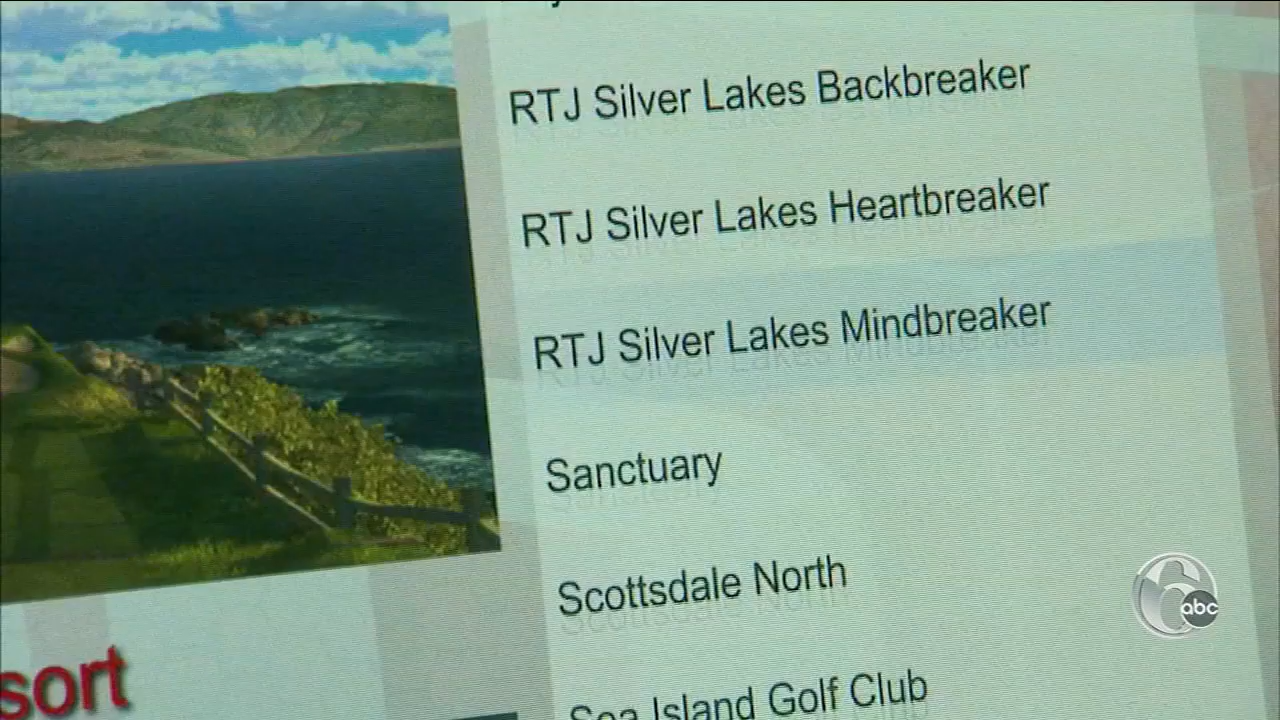 RTJ Silver Lakes Backbreaker
RTJ Silver Lakes Heartbreaker
RTJ Silver Lakes Mindbreaker
Sanctuary
Scottsdale North
Sea Island Golf Club
sort
6 abc